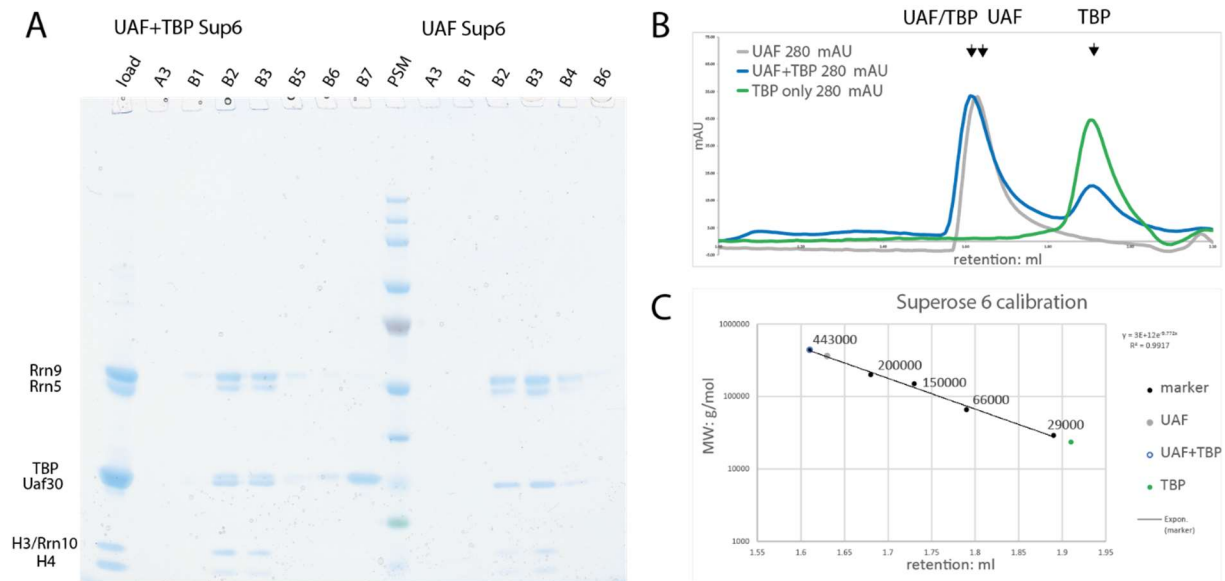 A
UAF+TBP Sup6
UAF Sup6
load
A3
B1
B2
B3
B5
B6
B7
PSM
A3
B1
B2
B3
B4
B6
Rrn9
Rrn5
TBP
Uaf30
H3/Rrn10
H4
B
UAF/TBP UAF TBP
UAF 280 mAU
UAF+TBP 280 mAU
TBP only 280 mAU
mAU
retention: ml
C
Superose 6 calibration
1000000
100000
10000
1000
MW: g/mol
443000
200000
150000
66000
29000
R² = 0.9917
marker
UAF
UAF+TBP
TBP
Expon.
(marker)
1.55 1.6 1.65 1.7 1.75 1.8 1.85 1.9 1.95
retention: ml